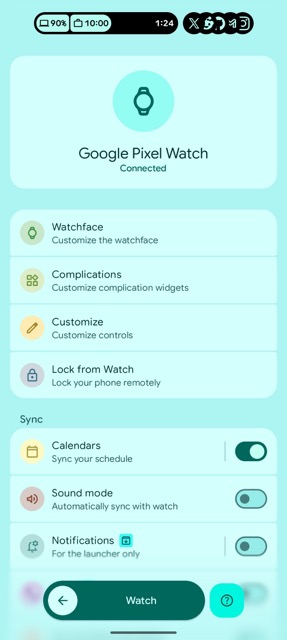 90%
10:00
1:24
Google Pixel Watch
Connected
Watchface
Customize the watchface
Complications
Customize complication widgets
Customize
Customize controls
Lock from Watch
Lock your phone remotely
Sync
Calendars
Sync your schedule
Sound mode
Automatically sync with watch
Notifications
For the launcher only
Watch